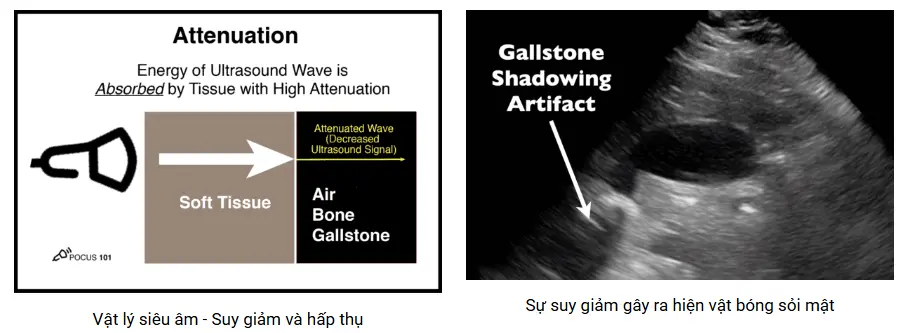 Attenuation
Energy of Ultrasound Wave is
Absorbed by Tissue with High Attenuation
Attenuated Wave
(Decreased
Ultrasound Signal)
Soft Tissue
Air
Bone
Gallstone
POCUS 101
Vật lý siêu âm - Suy giảm và hấp thụ
Gallstone
Shadowing
Artifact
Sự suy giảm gây ra hiện vật bóng sỏi mật